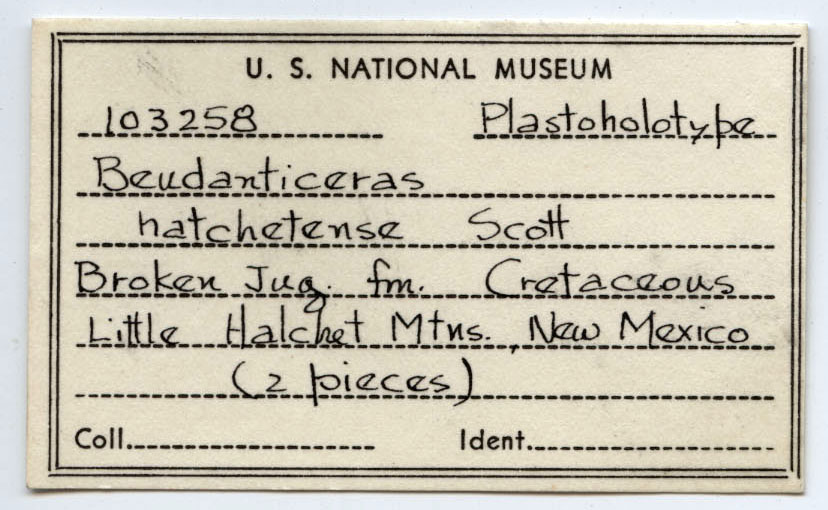 U. S. NATIONAL MUSEUM
103258 Plastoholotype
Beudanticeras
hatchetense Scott
Broken Jug. fm. Cretaceous
Little Halchet Mtns., New Mexico
(2 pieces)
Coll. Ident.